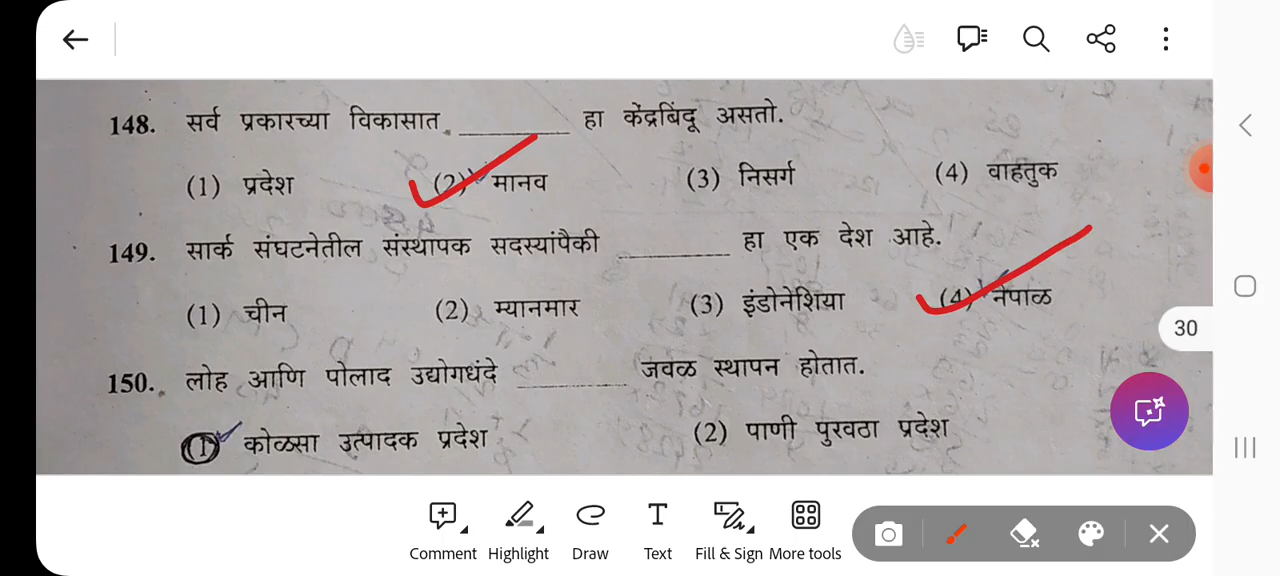 148. सर्व प्रकारच्या विकासात ________ हा केंद्रबिंदू असतो.
(1) प्रदेश (2) मानव (3) निसर्ग (4) वाहतुक
149. सार्क संघटनेतील संस्थापक सदस्यांपैकी ________ हा एक देश आहे.
(1) चीन (2) म्यानमार (3) इंडोनेशिया (4) नेपाळ
30
150. लोह आणि पोलाद उद्योगधंदे ________ जवळ स्थापन होतात.
(1) कोळसा उत्पादक प्रदेश (2) पाणी पुरवठा प्रदेश
Comment Highlight Draw Text Fill & Sign More tools